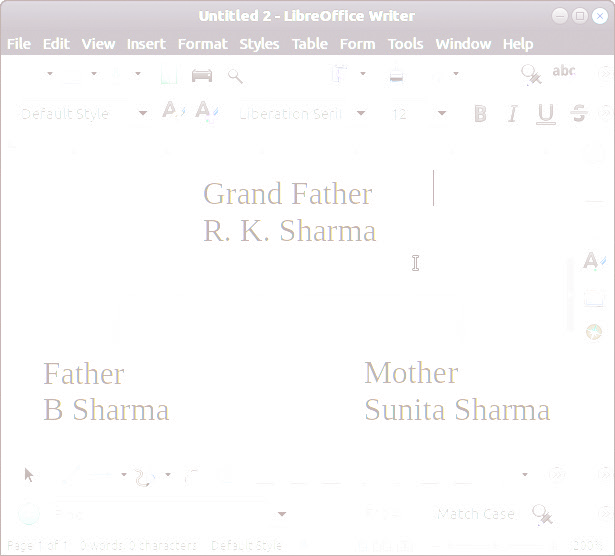 Untitled 2 - LibreOffice Writer
File Edit View Insert Format Styles Table Form Tools Window Help
abc
Default Style A A Liberation Serif 12 B I U S
Grand Father
R. K. Sharma
A
Father Mother
B Sharma Sunita Sharma
Match Case
Page 1 of 1 0 words, 0 characters Default Style 200%